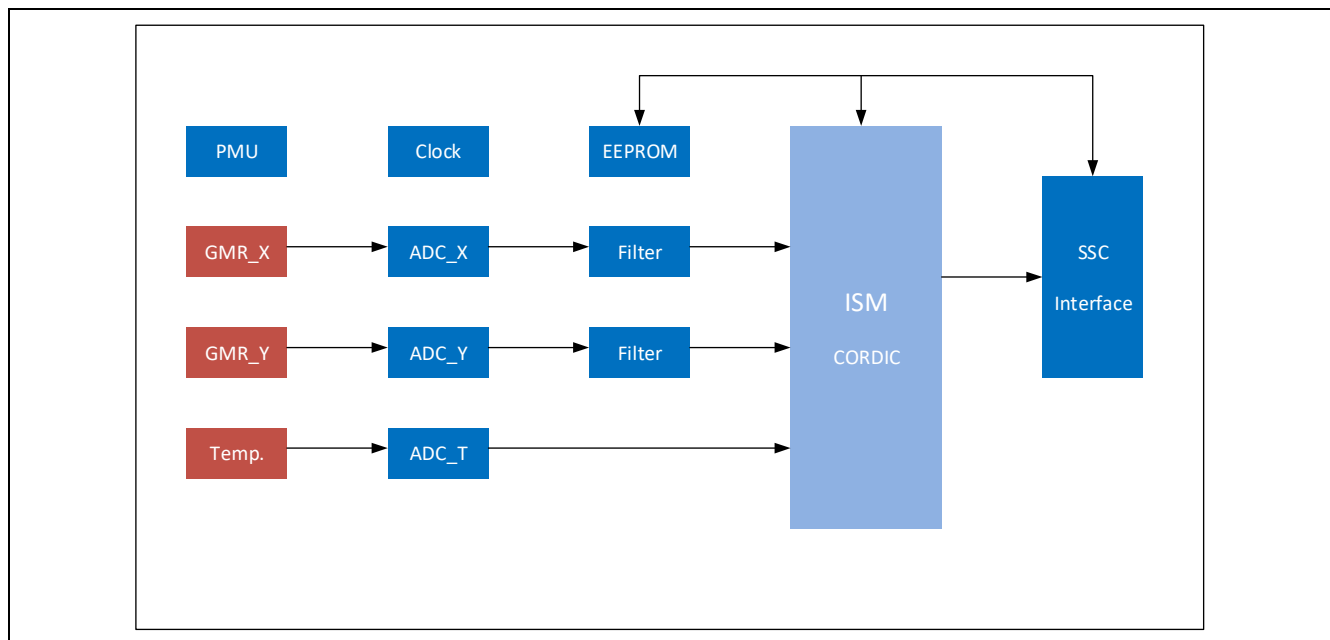 PMU
Clock
EEPROM
GMR_X
ADC_X
Filter
GMR_Y
ADC_Y
Filter
Temp.
ADC_T
ISM
CORDIC
SSC
Interface